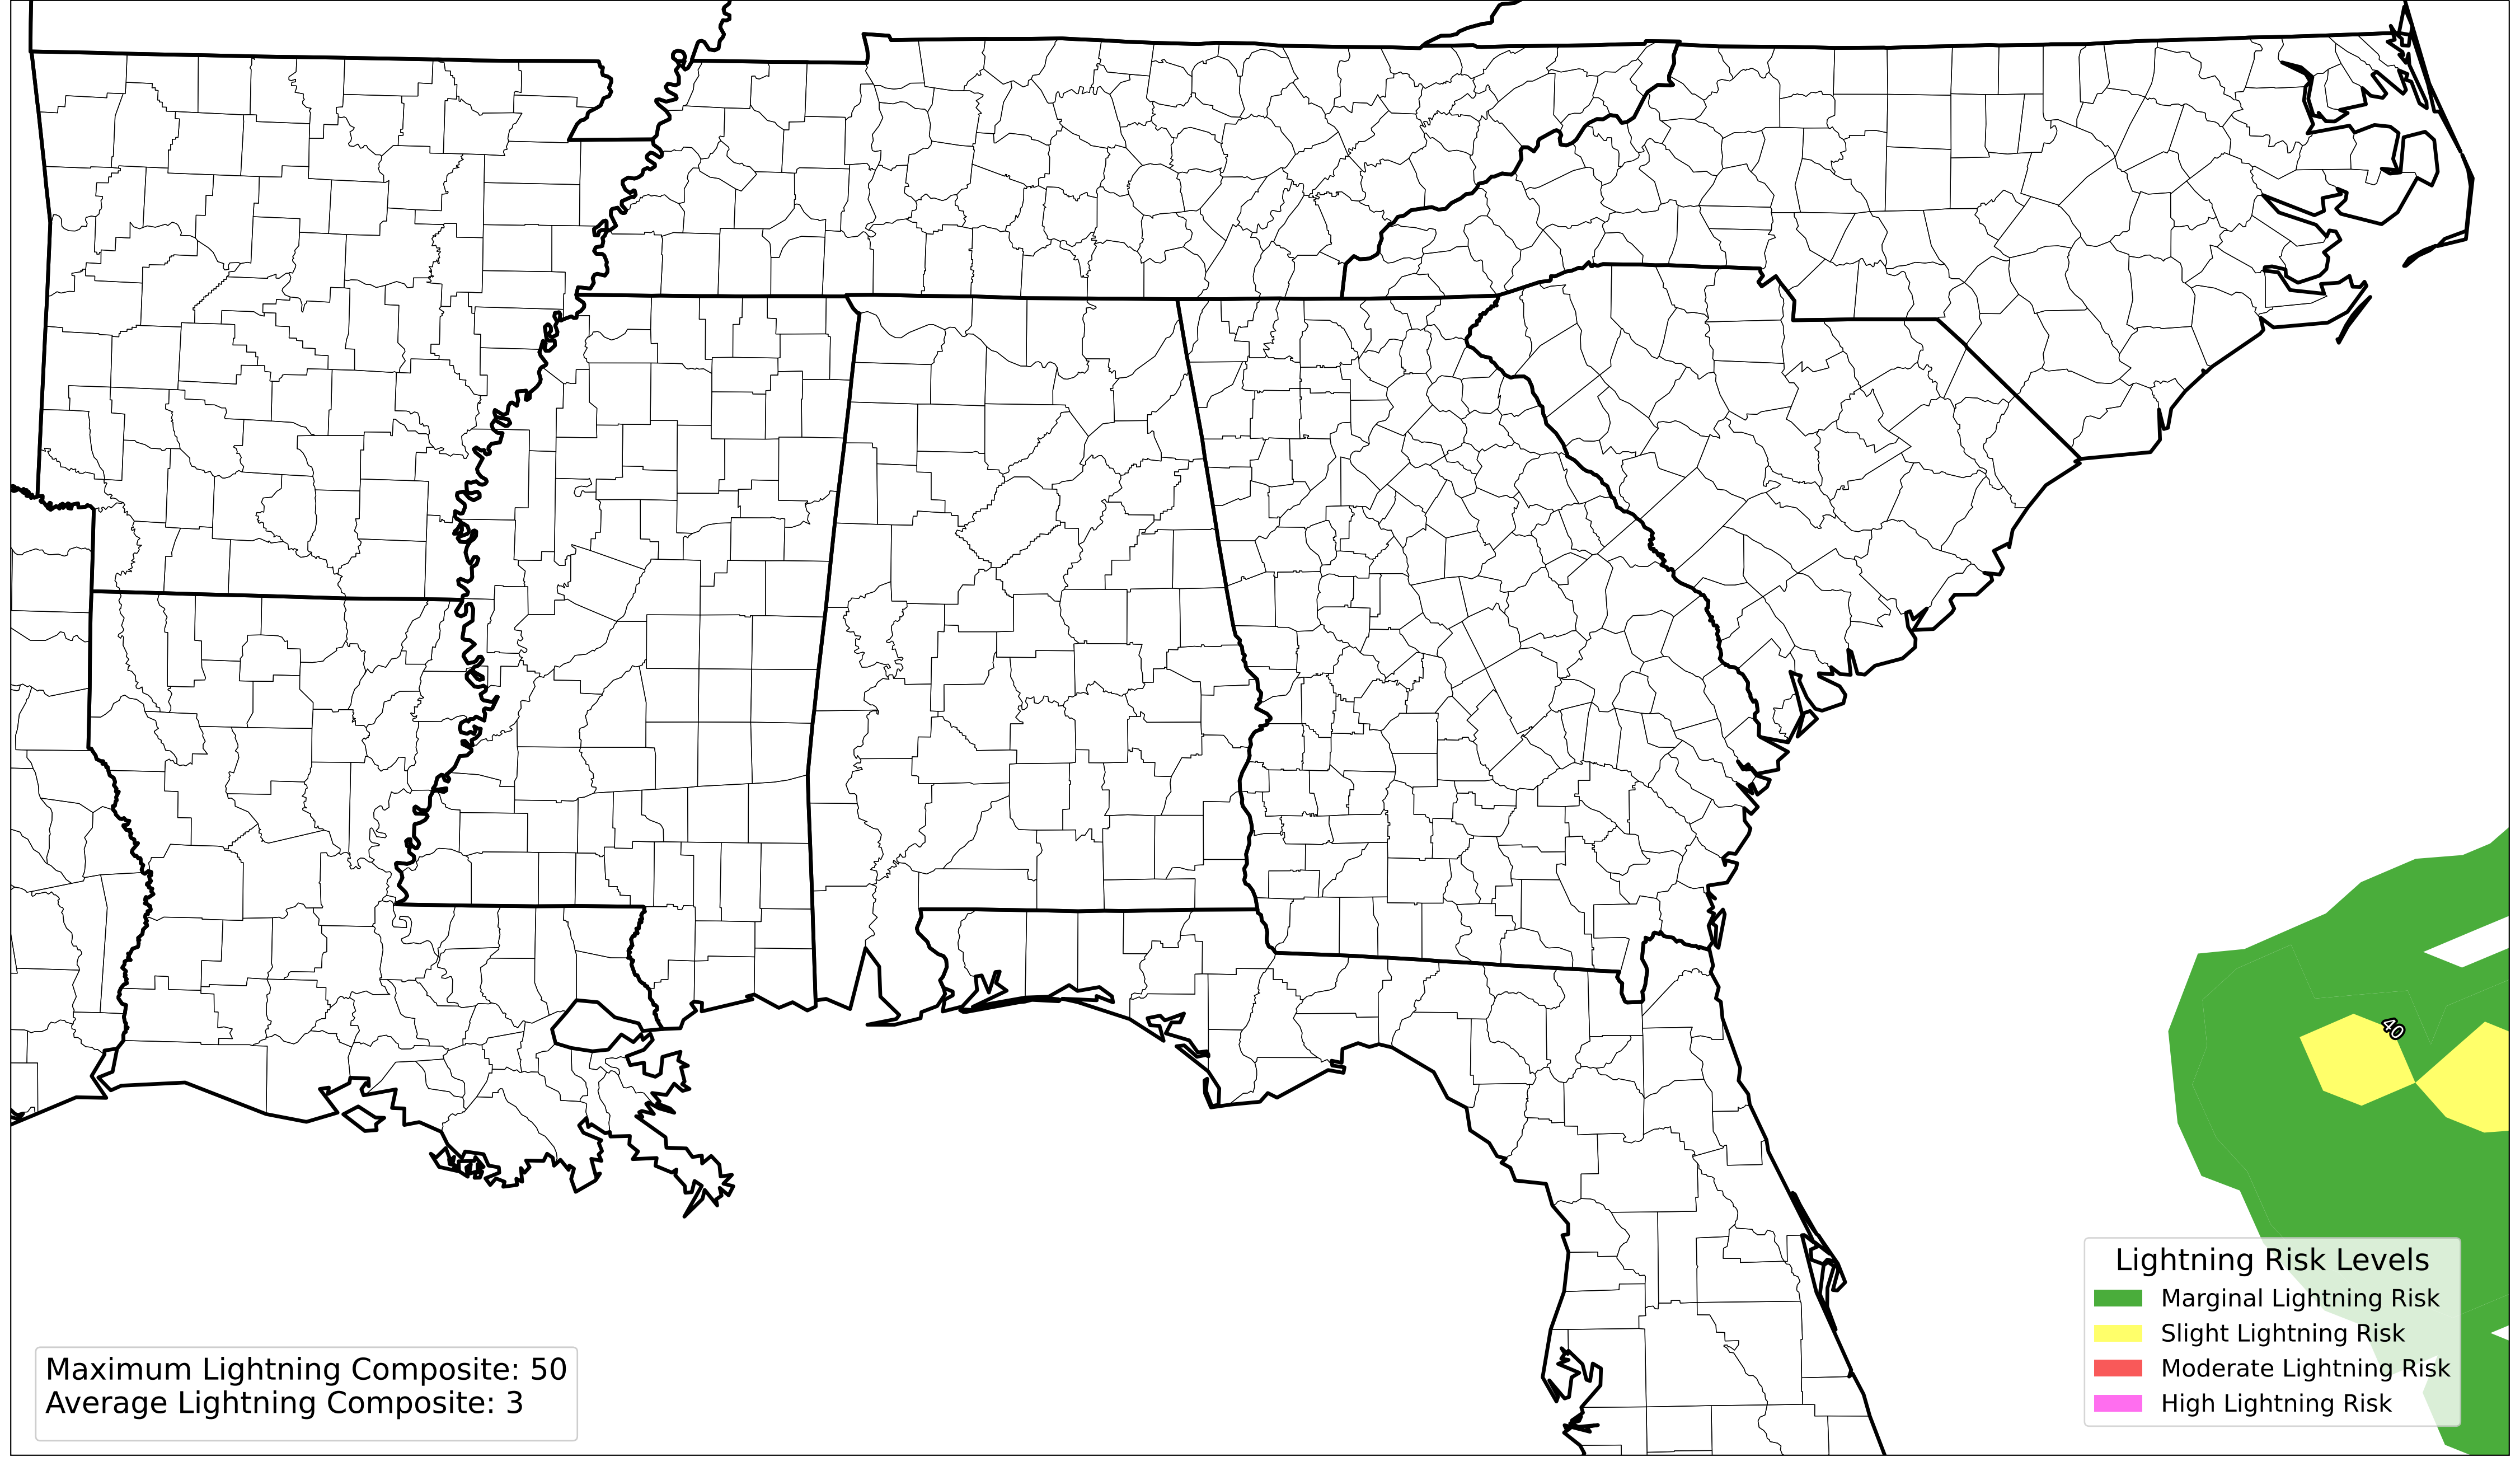 40
Lightning Risk Levels
Marginal Lightning Risk
Slight Lightning Risk
Moderate Lightning Risk
High Lightning Risk
Maximum Lightning Composite: 50
Average Lightning Composite: 3